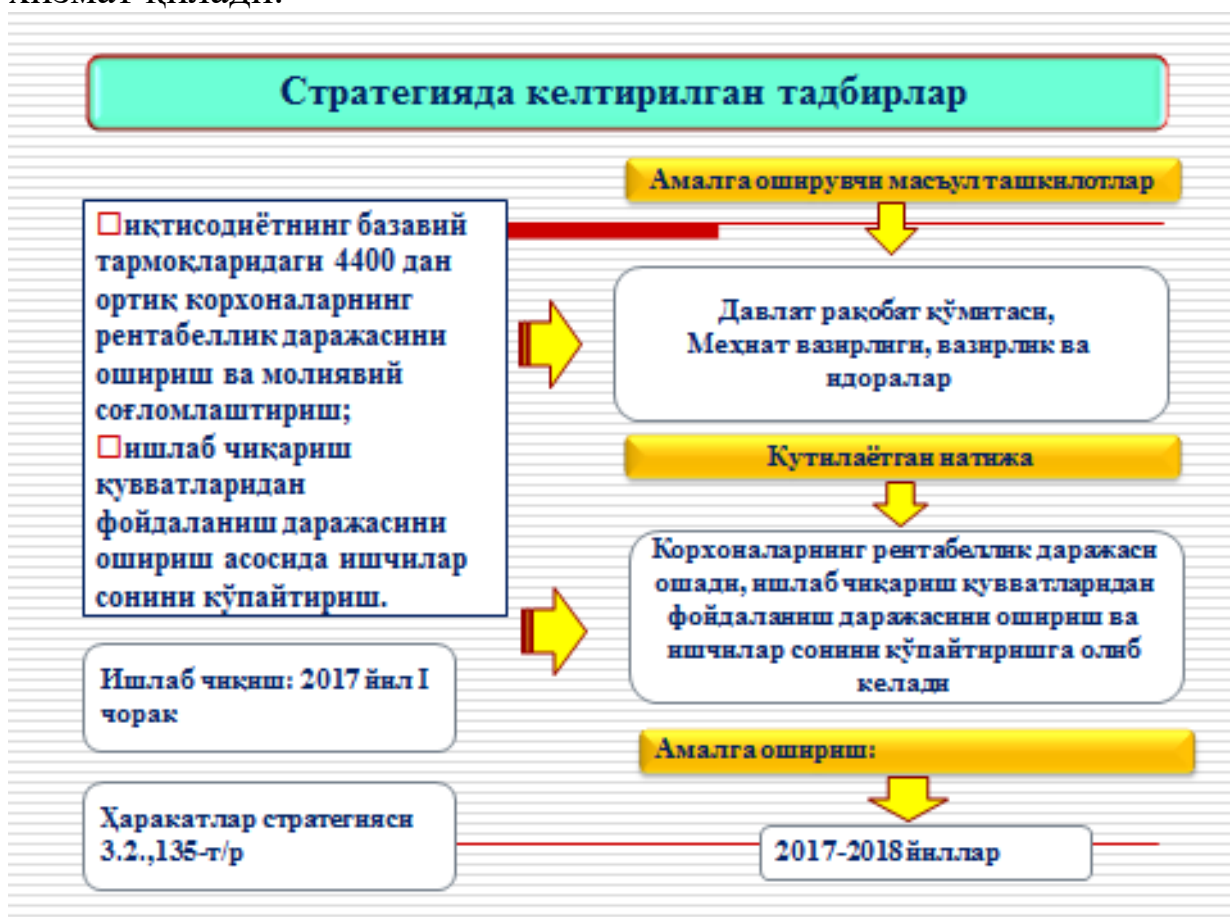 хизмат қилади.
Стратегияда келтирилган тадбирлар
Амалга оширувчи масъул ташкилотлар
□иқтисодиётнинг базавий
тармоқларидаги 4400 дан
ортиқ корхоналарнинг
рентабеллик даражасини
ошириш ва молиявий
соғломлаштириш;
□ишлаб чиқариш
қувватларидан
фойдаланиш даражасини
ошириш асосида ишчилар
сонини кўпайтириш.
Давлат рақобат қўмитаси,
Меҳнат вазирлиги, вазирлик ва
идоралар
Кутилаётган натижа
Корхоналарнинг рентабеллик даражаси
ошади, ишлаб чиқариш қувватларидан
фойдаланиш даражасини ошириш ва
ишчилар сонини кўпайтиришга олиб
келади
Ишлаб чиқиш: 2017 йил I
чорак
Амалга ошириш:
Ҳаракатлар стратегияси
3.2.,135-т/р
2017-2018 йиллар